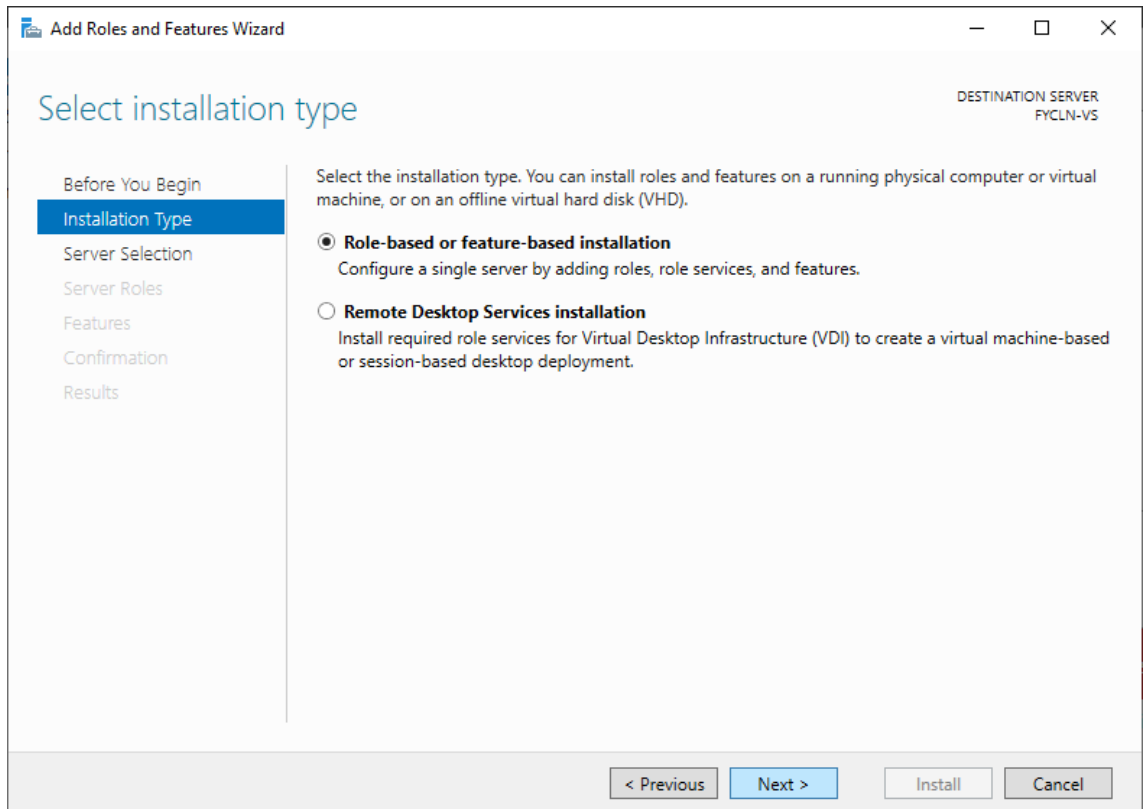 Add Roles and Features Wizard
Select installation type
DESTINATION SERVER
FYCLN-VS
Before You Begin
Installation Type
Server Selection
Server Roles
Features
Confirmation
Results
Select the installation type. You can install roles and features on a running physical computer or virtual
machine, or on an offline virtual hard disk (VHD).
Role-based or feature-based installation
Configure a single server by adding roles, role services, and features.
Remote Desktop Services installation
Install required role services for Virtual Desktop Infrastructure (VDI) to create a virtual machine-based
or session-based desktop deployment.
< Previous
Next >
Install
Cancel